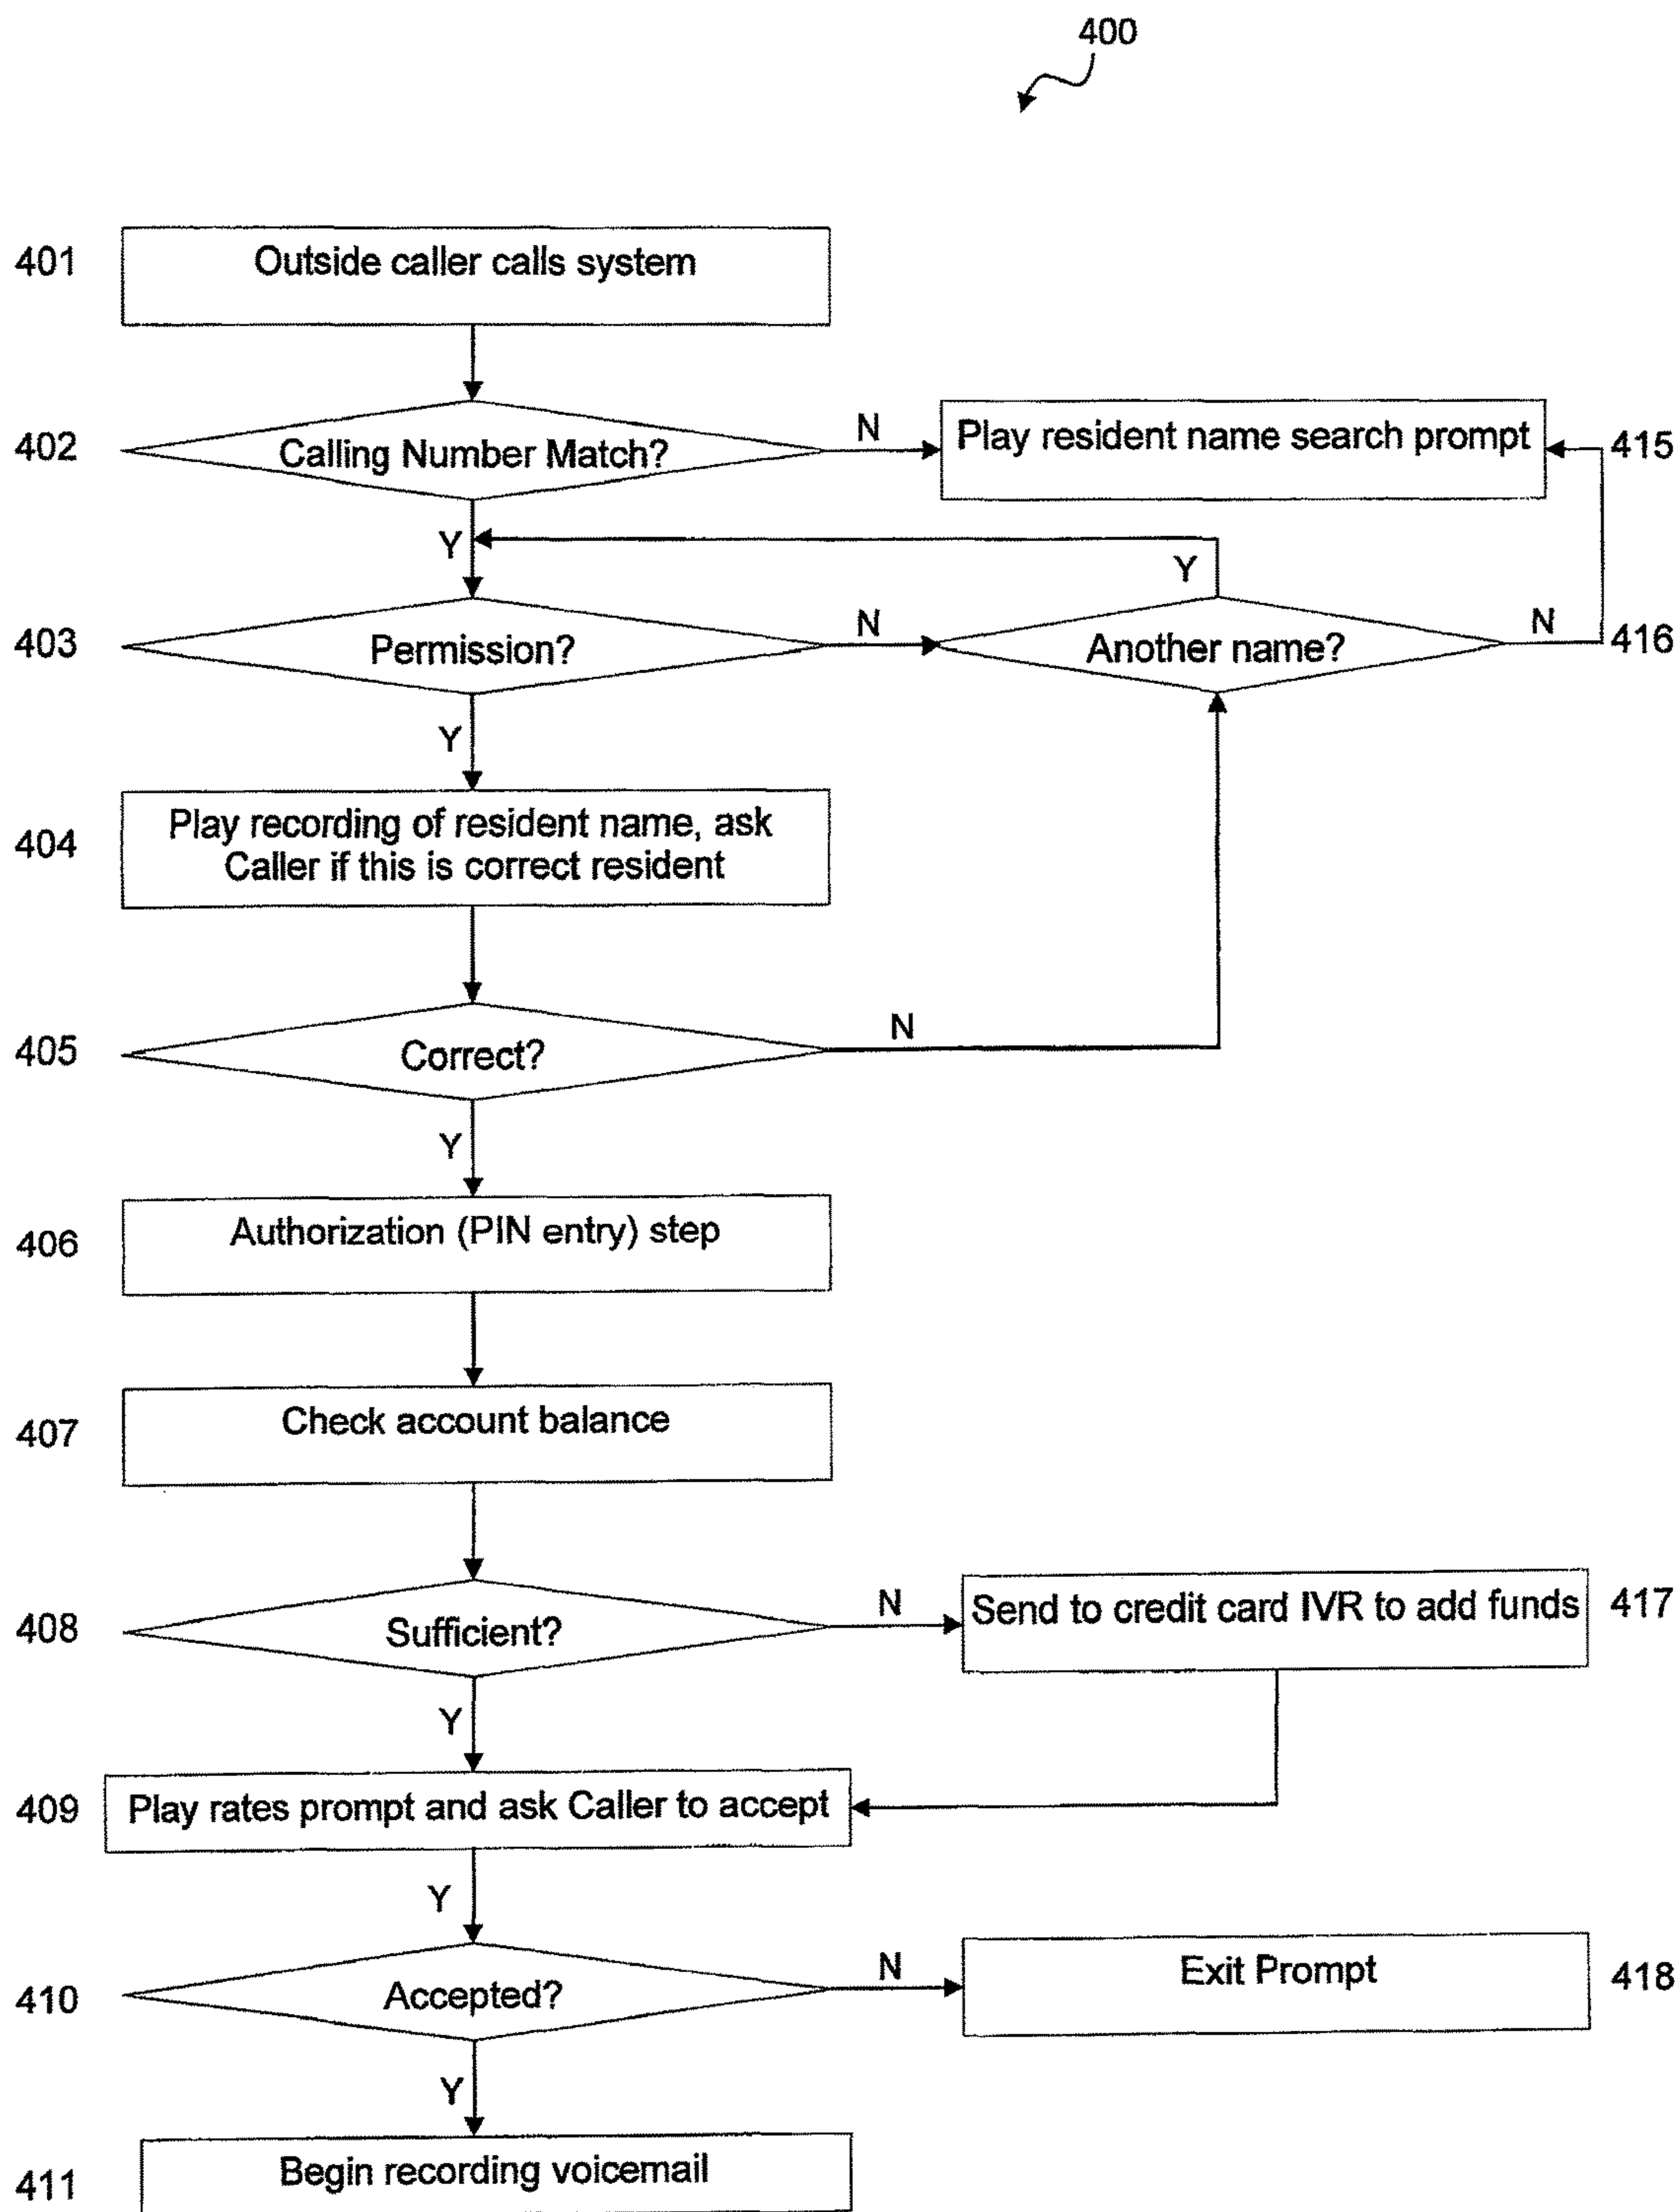 400
401
Outside caller calls system
402
Calling Number Match?
N
Play resident name search prompt
415
Y
Y
403
Permission?
N
Another name?
N
416
Y
404
Play recording of resident name, ask
Caller if this is correct resident
405
Correct?
N
Y
406
Authorization (PIN entry) step
407
Check account balance
408
Sufficient?
N
Send to credit card IVR to add funds
417
Y
409
Play rates prompt and ask Caller to accept
Y
410
Accepted?
N
Exit Prompt
418
Y
411
Begin recording voicemail